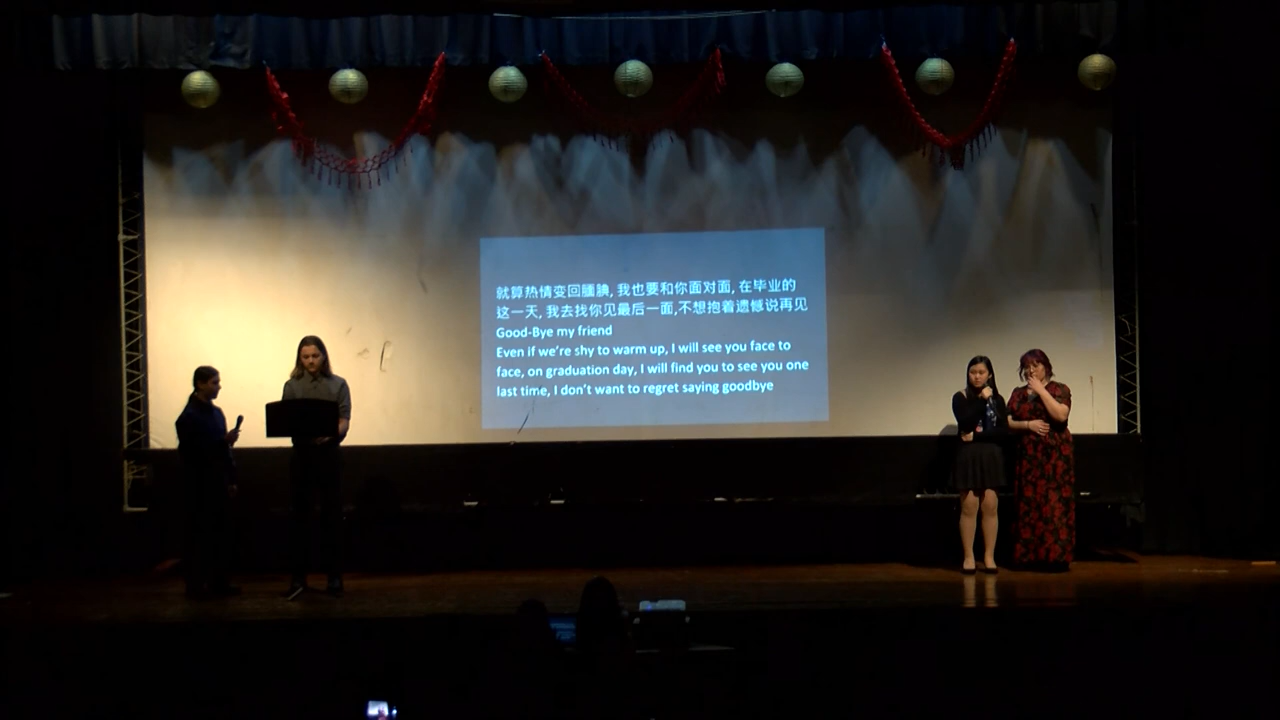 就算热情变回腼腆, 我也要和你面对面, 在毕业的
这一天, 我去找你见最后一面,不想抱着遗憾说再见
Good-Bye my friend
Even if we're shy to warm up, I will see you face to
face, on graduation day, I will find you to see you one
last time, I don't want to regret saying goodbye